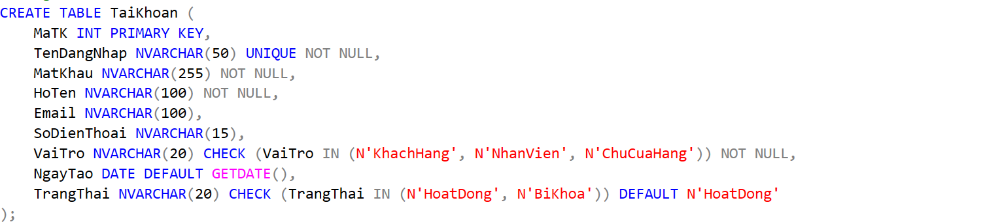 CREATE TABLE TaiKhoan (
    MaTK INT PRIMARY KEY,
    TenDangNhap NVARCHAR(50) UNIQUE NOT NULL,
    MatKhau NVARCHAR(255) NOT NULL,
    HoTen NVARCHAR(100) NOT NULL,
    Email NVARCHAR(100),
    SoDienThoai NVARCHAR(15),
    VaiTro NVARCHAR(20) CHECK (VaiTro IN (N'KhachHang', N'NhanVien', N'ChuCuaHang')) NOT NULL,
    NgayTao DATE DEFAULT GETDATE(),
    TrangThai NVARCHAR(20) CHECK (TrangThai IN (N'HoatDong', N'BiKhoa')) DEFAULT N'HoatDong'
);